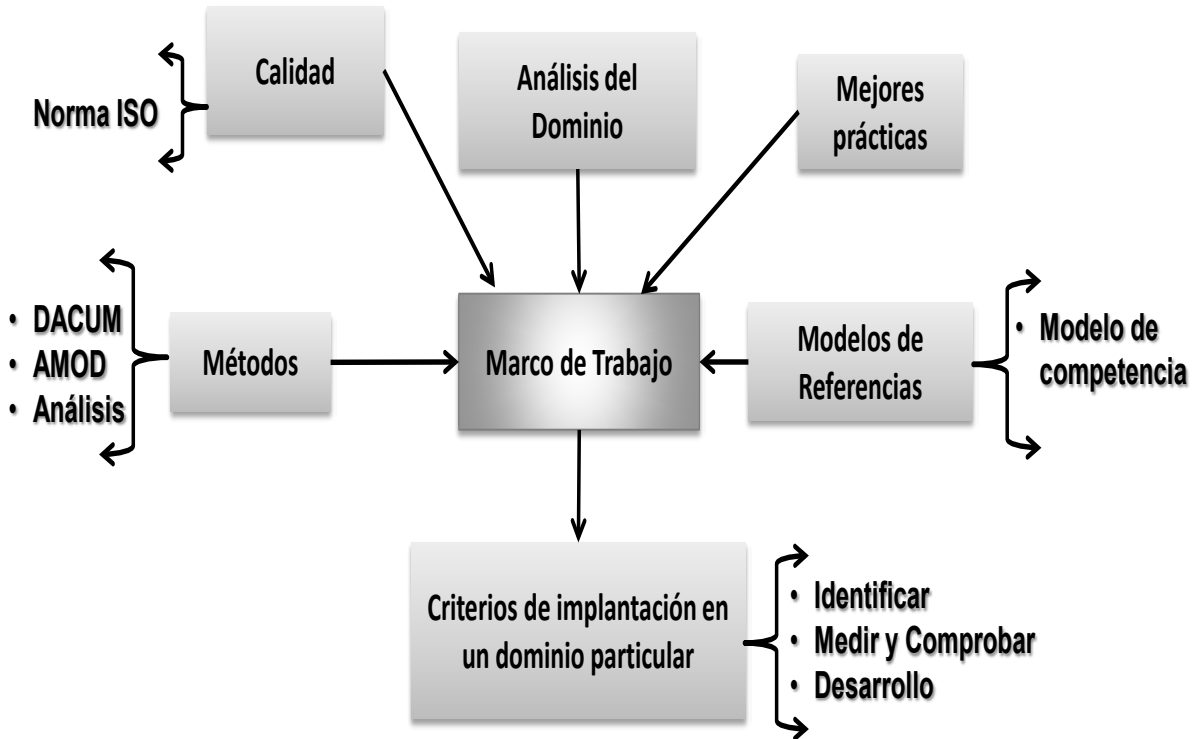 Norma ISO
Calidad
Análisis del
Dominio
Mejores
prácticas
• DACUM
• AMOD
• Análisis
Métodos
Marco de Trabajo
Modelos de
Referencias
• Modelo de
competencia
Criterios de implantación en
un dominio particular
• Identificar
• Medir y Comprobar
• Desarrollo